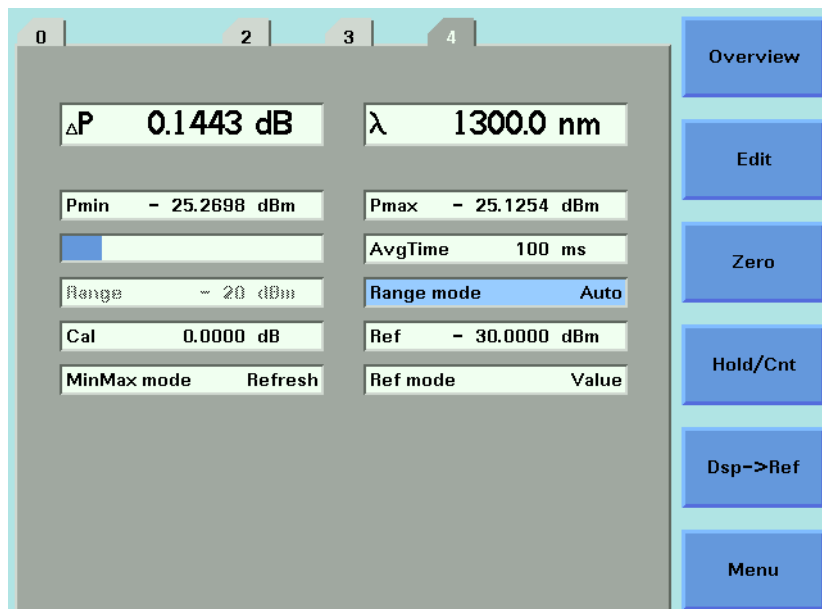 0 2 3 4
ΔP 0.1443 dB λ 1300.0 nm
Pmin - 25.2698 dBm Pmax - 25.1254 dBm
AvgTime 100 ms
Range - 20 dBm Range mode Auto
Cal 0.0000 dB Ref - 30.0000 dBm
MinMax mode Refresh Ref mode Value
Overview
Edit
Zero
Hold/Cnt
Dsp->Ref
Menu